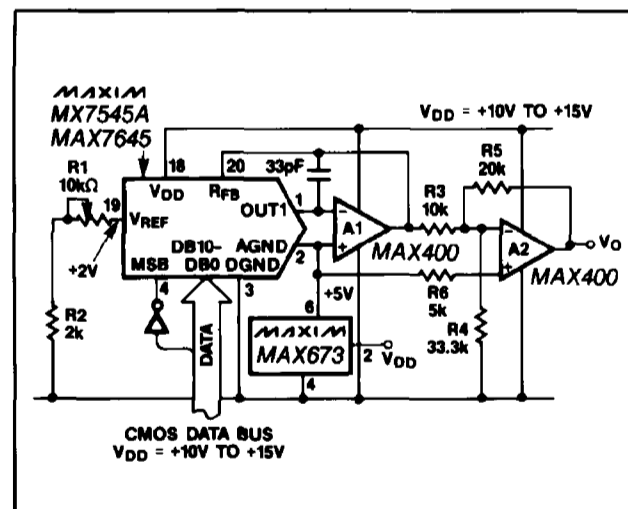 MAXIM
MX7545A
MAX7645
VDD = +10V TO +15V
R1
10kΩ
19
18
20
33pF
R5
20k
VDD
RFB
OUT1
1
R3
10k
VREF
A1
MAX400
A2
VO
MAX400
+2V
MSB
DB10-
DB0
AGND
DGND
2
4
3
6
+5V
R6
5k
R2
2k
DATA
MAXIM
MAX673
2
VDD
4
R4
33.3k
CMOS DATA BUS
VDD = +10V TO +15V